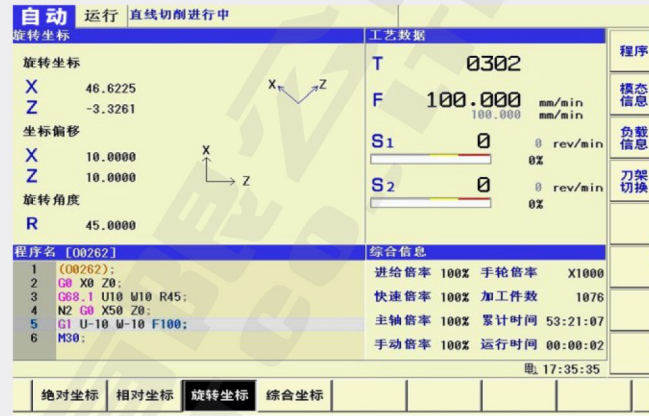 自动 运行 直线切削进行中
旋转坐标
旋转坐标
X 46.6225
Z -3.3261
X Z
坐标偏移
X 10.0000
Z 10.0000
X
Z
旋转角度
R 45.0000
工艺数据
T 0302
F 100.000 mm/min
100.000 mm/min
S1 0 0 rev/min
0%
S2 0 0 rev/min
0%
程序
模态
信息
负载
信息
刀架
切换
程序名 [O0262]
1 (O0262);
2 G0 X0 Z0;
3 G68.1 U10 W10 R45;
4 N2 G0 X50 Z0;
5 G1 U-10 W-10 F100;
6 M30;
综合信息
进给倍率 100% 手轮倍率 X1000
快速倍率 100% 加工件数 1076
主轴倍率 100% 累计时间 53:21:07
手动倍率 100% 运行时间 00:00:02
17:35:35
绝对坐标 相对坐标 旋转坐标 综合坐标